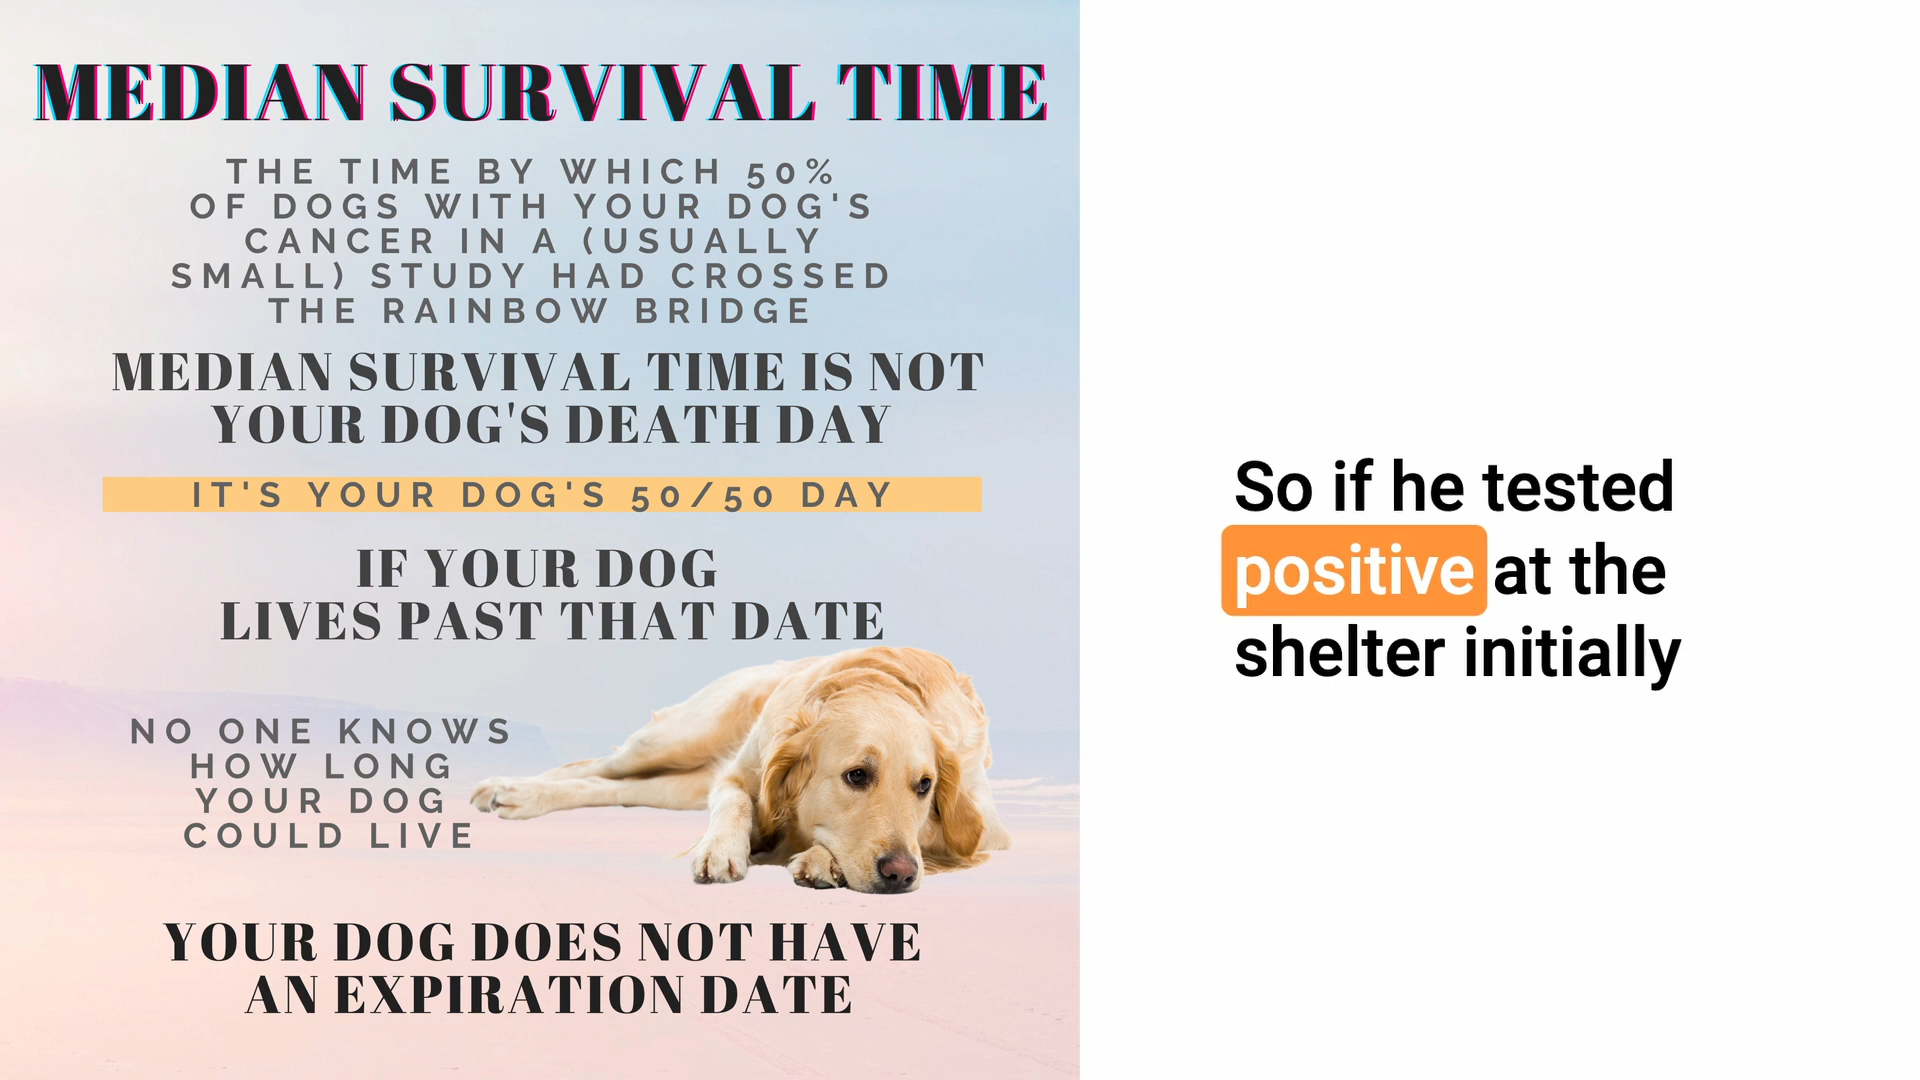 MEDIAN SURVIVAL TIME
THE TIME BY WHICH 50%
OF DOGS WITH YOUR DOG'S
CANCER IN A (USUALLY
SMALL) STUDY HAD CROSSED
THE RAINBOW BRIDGE
MEDIAN SURVIVAL TIME IS NOT
YOUR DOG'S DEATH DAY
IT'S YOUR DOG'S 50/50 DAY
IF YOUR DOG
LIVES PAST THAT DATE
NO ONE KNOWS
HOW LONG
YOUR DOG
COULD LIVE
YOUR DOG DOES NOT HAVE
AN EXPIRATION DATE
So if he tested
positive at the
shelter initially